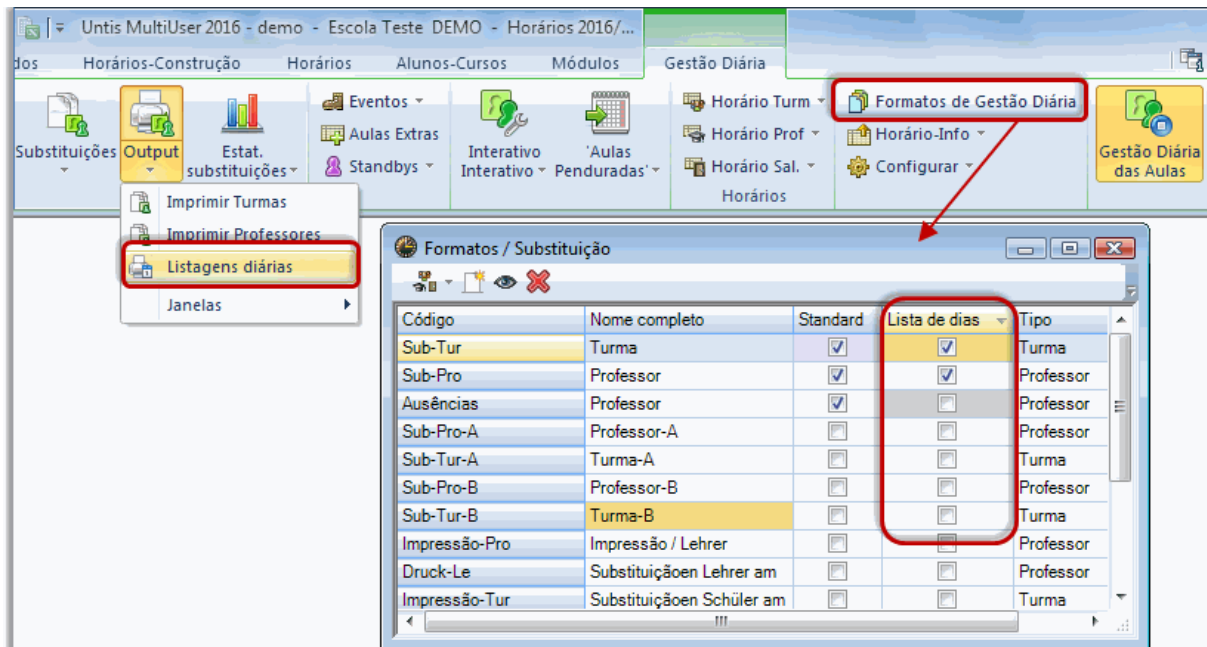 Untis MultiUser 2016 - demo - Escola Teste DEMO - Horários 2016/...
dos Horários-Construção Horários Alunos-Cursos Módulos Gestão Diária
Substituições
Output
Estat. substituições
Eventos
Aulas Extras
Standbys
Interativo
Interativo
'Aulas
Penduradas'
Horário Turm
Horário Prof
Horário Sal.
Horários
Formatos de Gestão Diária
Horário-Info
Configurar
Gestão Diária
das Aulas
Imprimir Turmas
Imprimir Professores
Listagens diárias
Janelas
Formatos / Substituição
Código Nome completo Standard Lista de dias Tipo
Sub-Tur Turma Turma
Sub-Pro Professor Professor
Ausências Professor Professor
Sub-Pro-A Professor-A Professor
Sub-Tur-A Turma-A Turma
Sub-Pro-B Professor-B Professor
Sub-Tur-B Turma-B Turma
Impressão-Pro Impressão / Lehrer Professor
Druck-Le Substituiçãoen Lehrer am Professor
Impressão-Tur Substituiçãoen Schüler am Turma